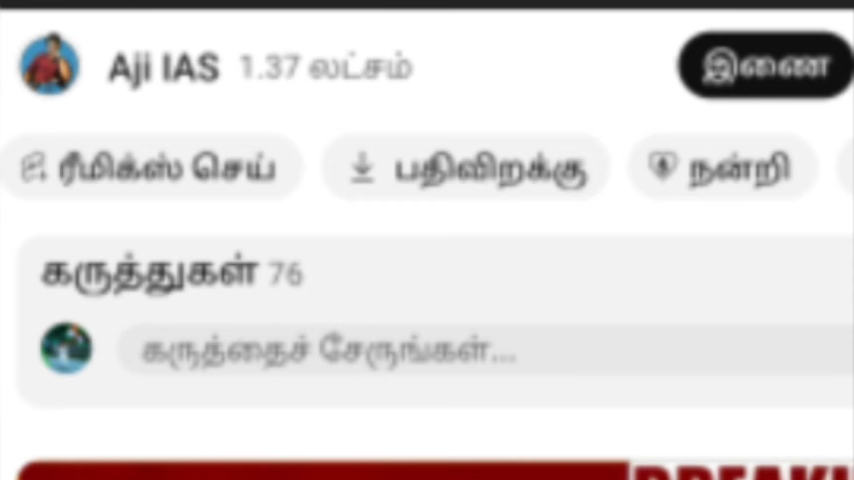 Aji IAS 1.37 லட்சம் இணை
ரீமிக்ஸ் செய் பதிவிறக்கு நன்றி
கருத்துகள் 76
கருத்தைச் சேருங்கள்...